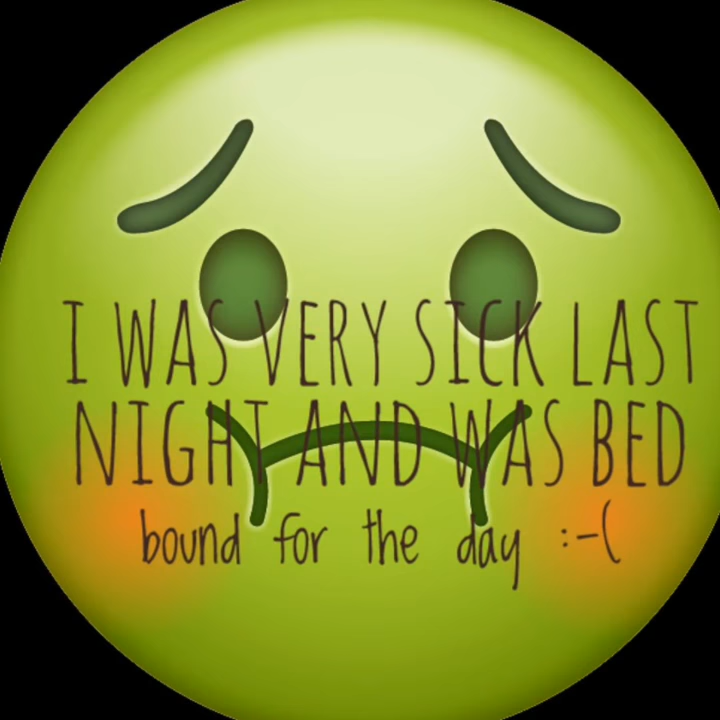 I WAS VERY SICK LAST
NIGHT AND WAS BED
bound for the day :-(